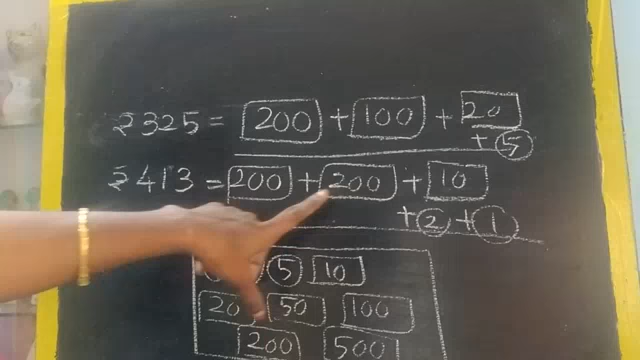 ₹325 = 200 + 100 + 20
+ 5
₹413 = 200 + 200 + 10
+ 2 + 1
5 10
20 50 100
200 500